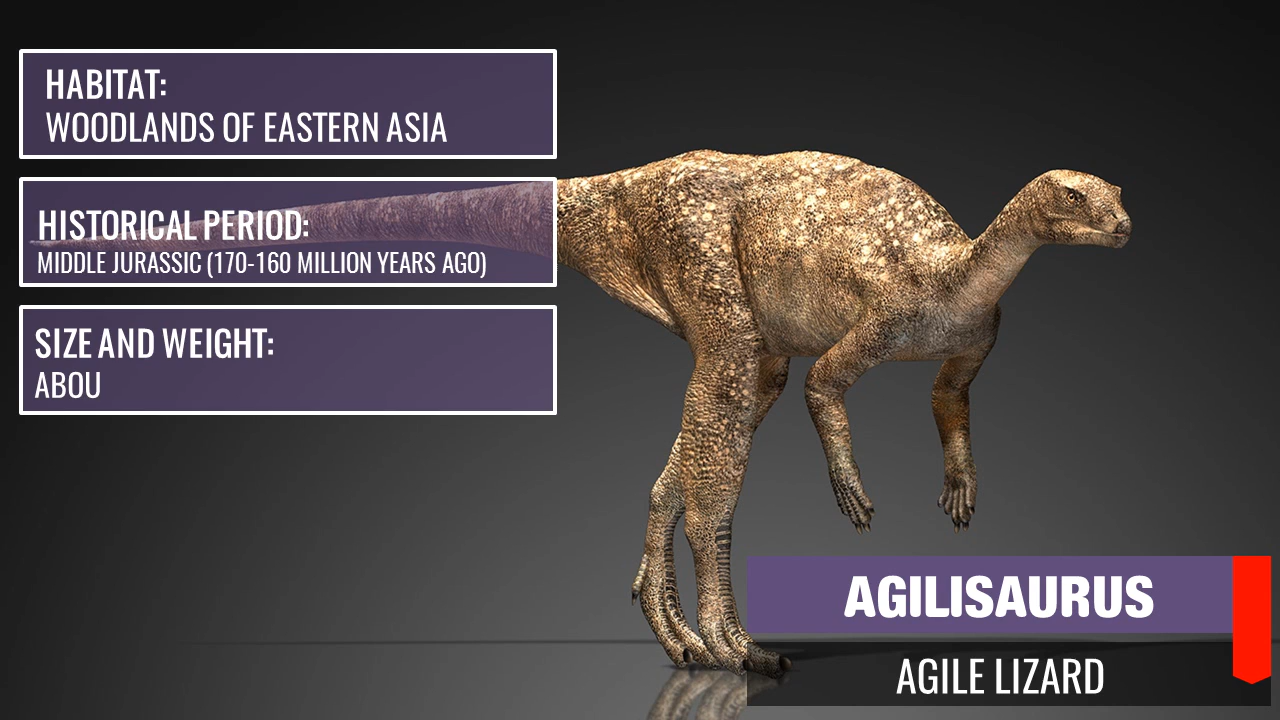 HABITAT:
WOODLANDS OF EASTERN ASIA
HISTORICAL PERIOD:
MIDDLE JURASSIC (170-160 MILLION YEARS AGO)
SIZE AND WEIGHT:
ABOU
AGILISAURUS
AGILE LIZARD